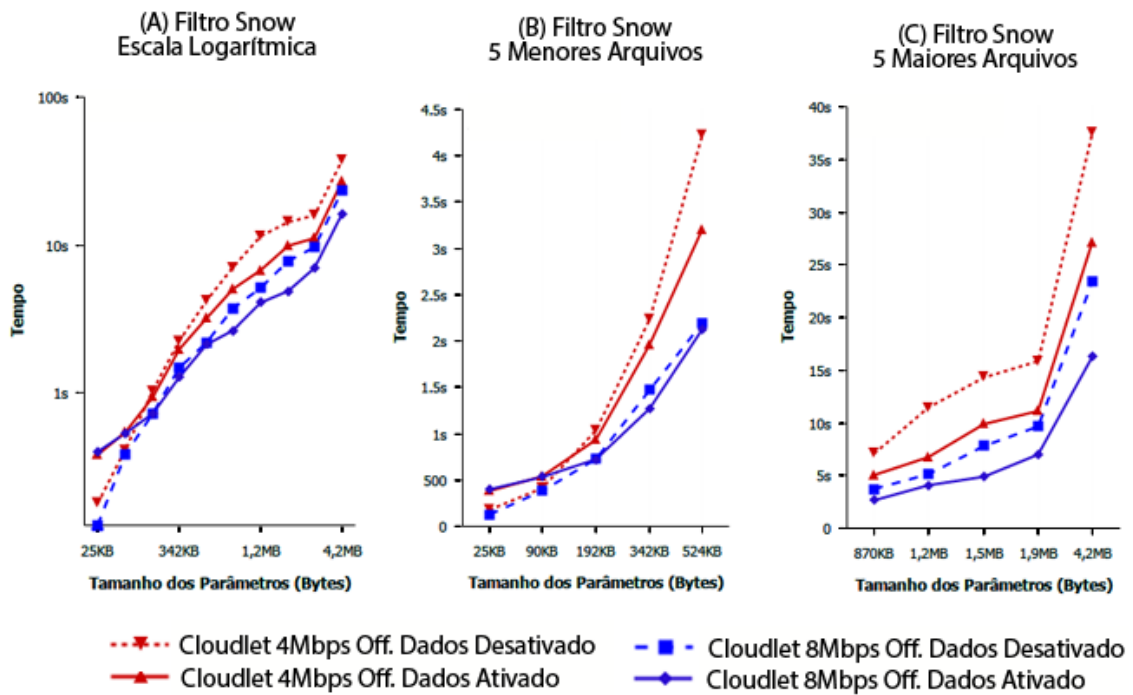 (A) Filtro Snow
Escala Logarítmica
100s
10s
1s
Tempo
25KB
342KB
1,2MB
4,2MB
Tamanho dos Parâmetros (Bytes)
(B) Filtro Snow
5 Menores Arquivos
4.5s
4s
3.5s
3s
2.5s
2s
1.5s
1s
500
0
Tempo
25KB
90KB
192KB
342KB
524KB
Tamanho dos Parâmetros (Bytes)
(C) Filtro Snow
5 Maiores Arquivos
40s
35s
30s
25s
20s
15s
10s
5s
0
Tempo
870KB
1,2MB
1,5MB
1,9MB
4,2MB
Tamanho dos Parâmetros (Bytes)
Cloudlet 4Mbps Off. Dados Desativado
Cloudlet 4Mbps Off. Dados Ativado
Cloudlet 8Mbps Off. Dados Desativado
Cloudlet 8Mbps Off. Dados Ativado